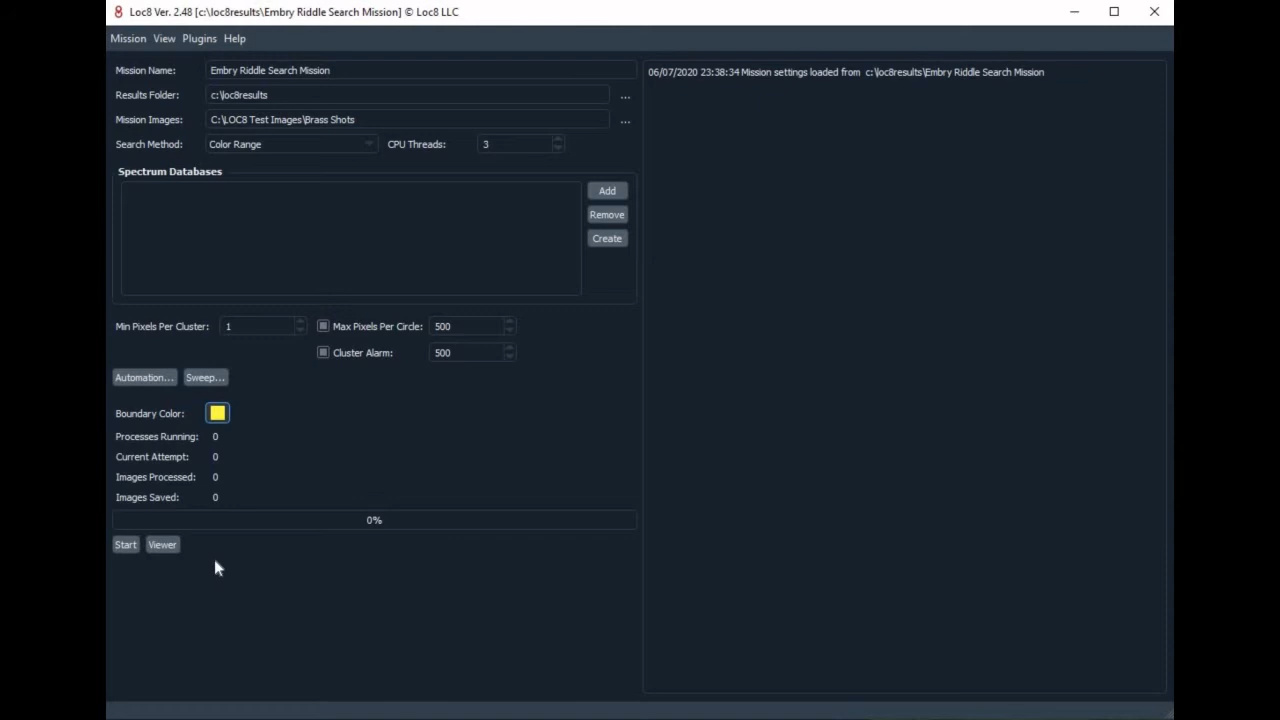 8 Loc8 Ver. 2.48 [c:\loc8results\Embry Riddle Search Mission] © Loc8 LLC
Mission View Plugins Help
Mission Name: Embry Riddle Search Mission
Results Folder: c:\loc8results ...
Mission Images: C:\LOC8 Test Images\Brass Shots ...
Search Method: Color Range CPU Threads: 3
Spectrum Databases
Add
Remove
Create
Min Pixels Per Cluster: 1 Max Pixels Per Circle: 500
Cluster Alarm: 500
Automation... Sweep...
Boundary Color:
Processes Running: 0
Current Attempt: 0
Images Processed: 0
Images Saved: 0
0%
Start Viewer
06/07/2020 23:38:34 Mission settings loaded from c:\loc8results\Embry Riddle Search Mission